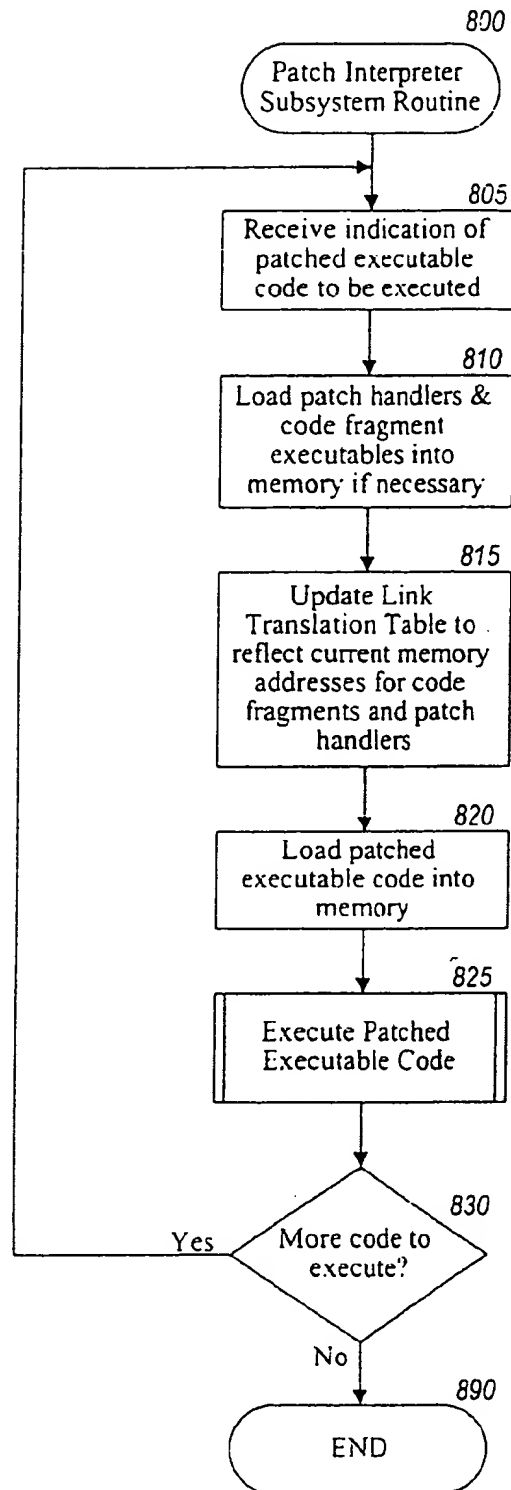 800
Patch Interpreter
Subsystem Routine
805
Receive indication of
patched executable
code to be executed
810
Load patch handlers &
code fragment
executables into
memory if necessary
815
Update Link
Translation Table to
reflect current memory
addresses for code
fragments and patch
handlers
820
Load patched
executable code into
memory
825
Execute Patched
Executable Code
830
More code to
execute?
Yes
No
890
END